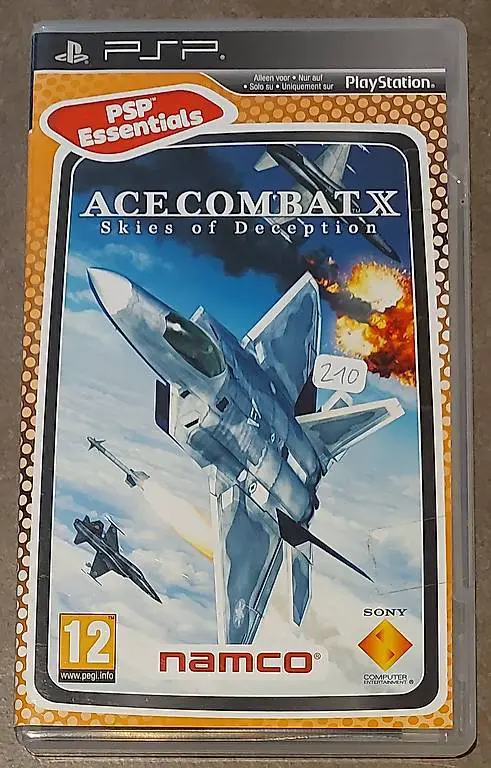 PSP
Alleen voor • Nur auf
• Solo su • Uniquement sur
PlayStation®
PSP™
Essentials
ACE COMBAT X
Skies of Deception
210
12
www.pegi.info
namco®
SONY
COMPUTER
ENTERTAINMENT®